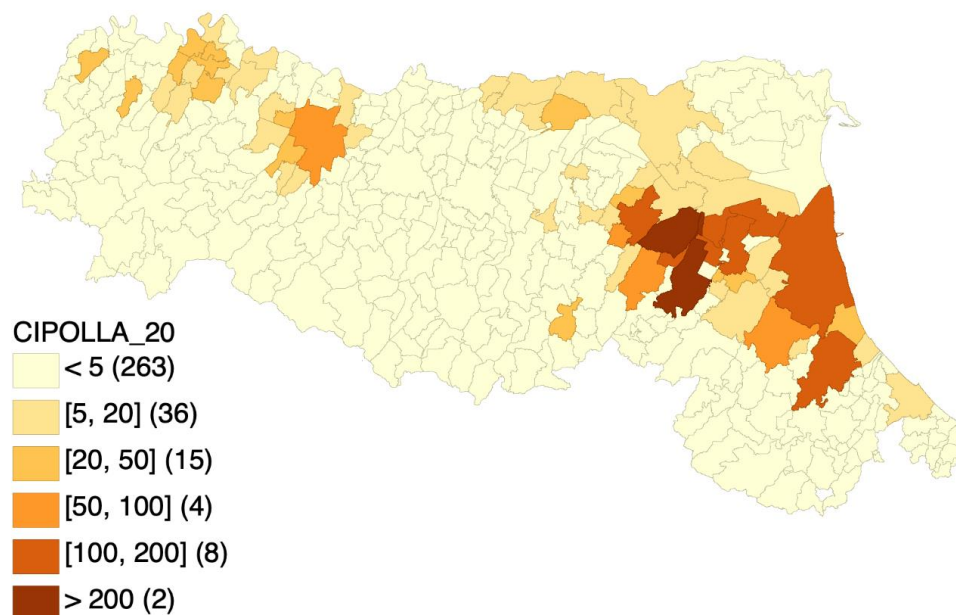 CIPOLLA_20
< 5 (263)
[5, 20] (36)
[20, 50] (15)
[50, 100] (4)
[100, 200] (8)
> 200 (2)